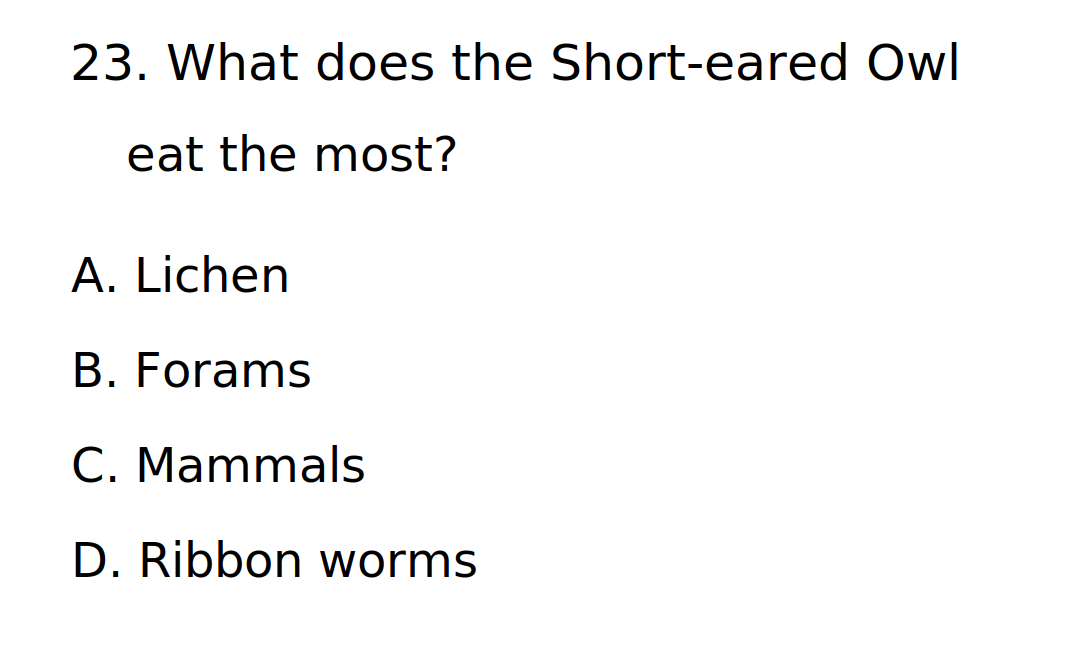 23. What does the Short-eared Owl
eat the most?
A. Lichen
B. Forams
C. Mammals
D. Ribbon worms